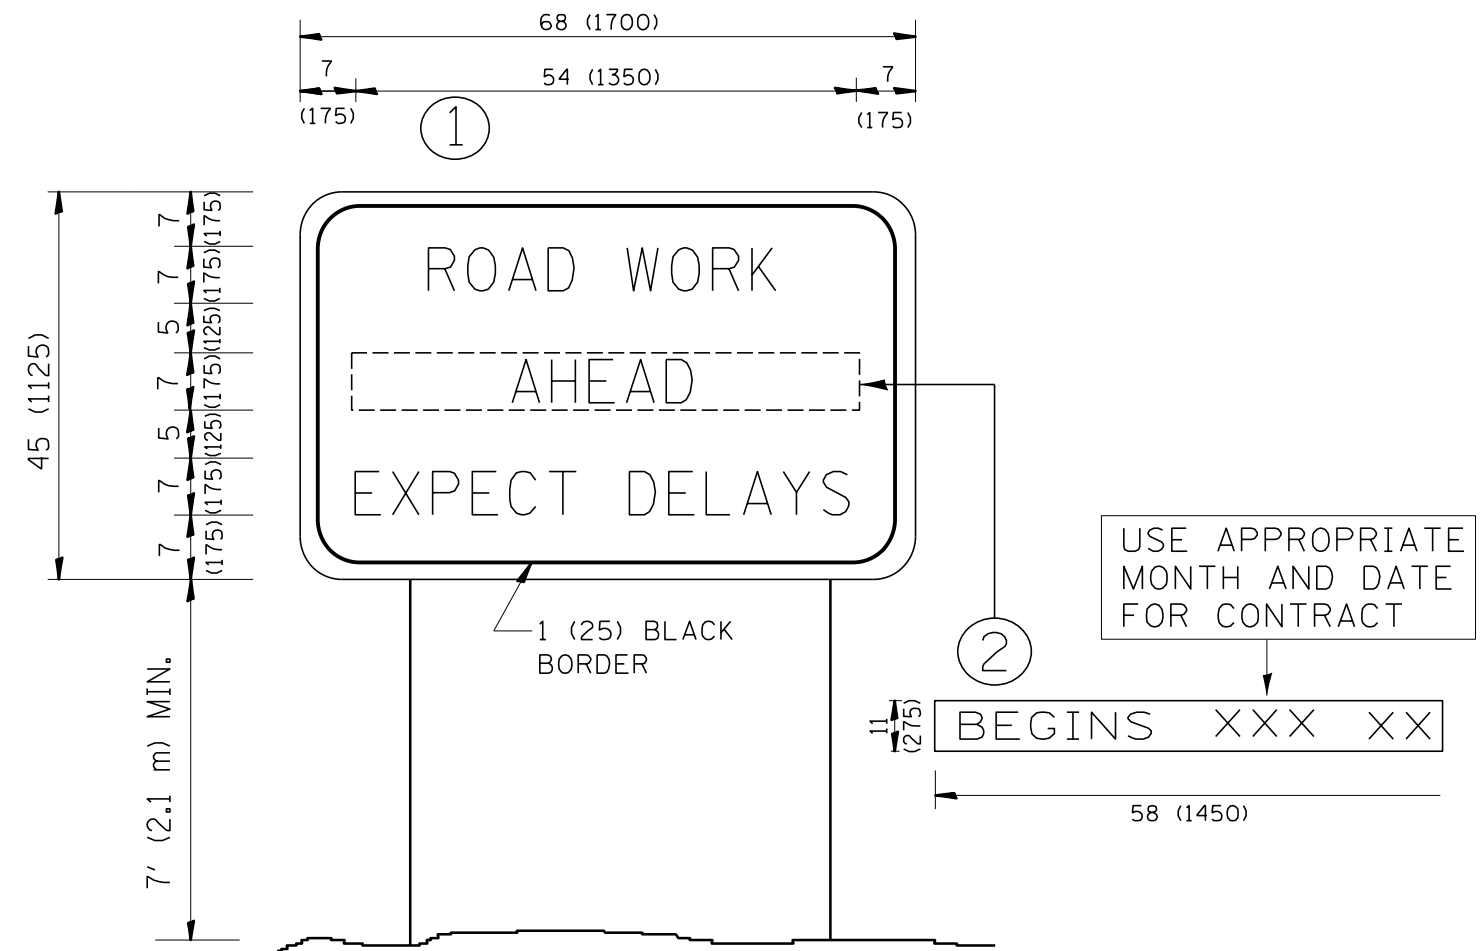 68 (1700)
7
54 (1350)
7
(175)
(175)
1
45 (1125)
7
(175)
7
(175)
5
(125)
7
(175)
5
(125)
7
(175)
7
(175)
ROAD WORK
AHEAD
EXPECT DELAYS
1 (25) BLACK
BORDER
7' (2.1 m) MIN.
USE APPROPRIATE
MONTH AND DATE
FOR CONTRACT
2
11
(275)
BEGINS XXX XX
58 (1450)